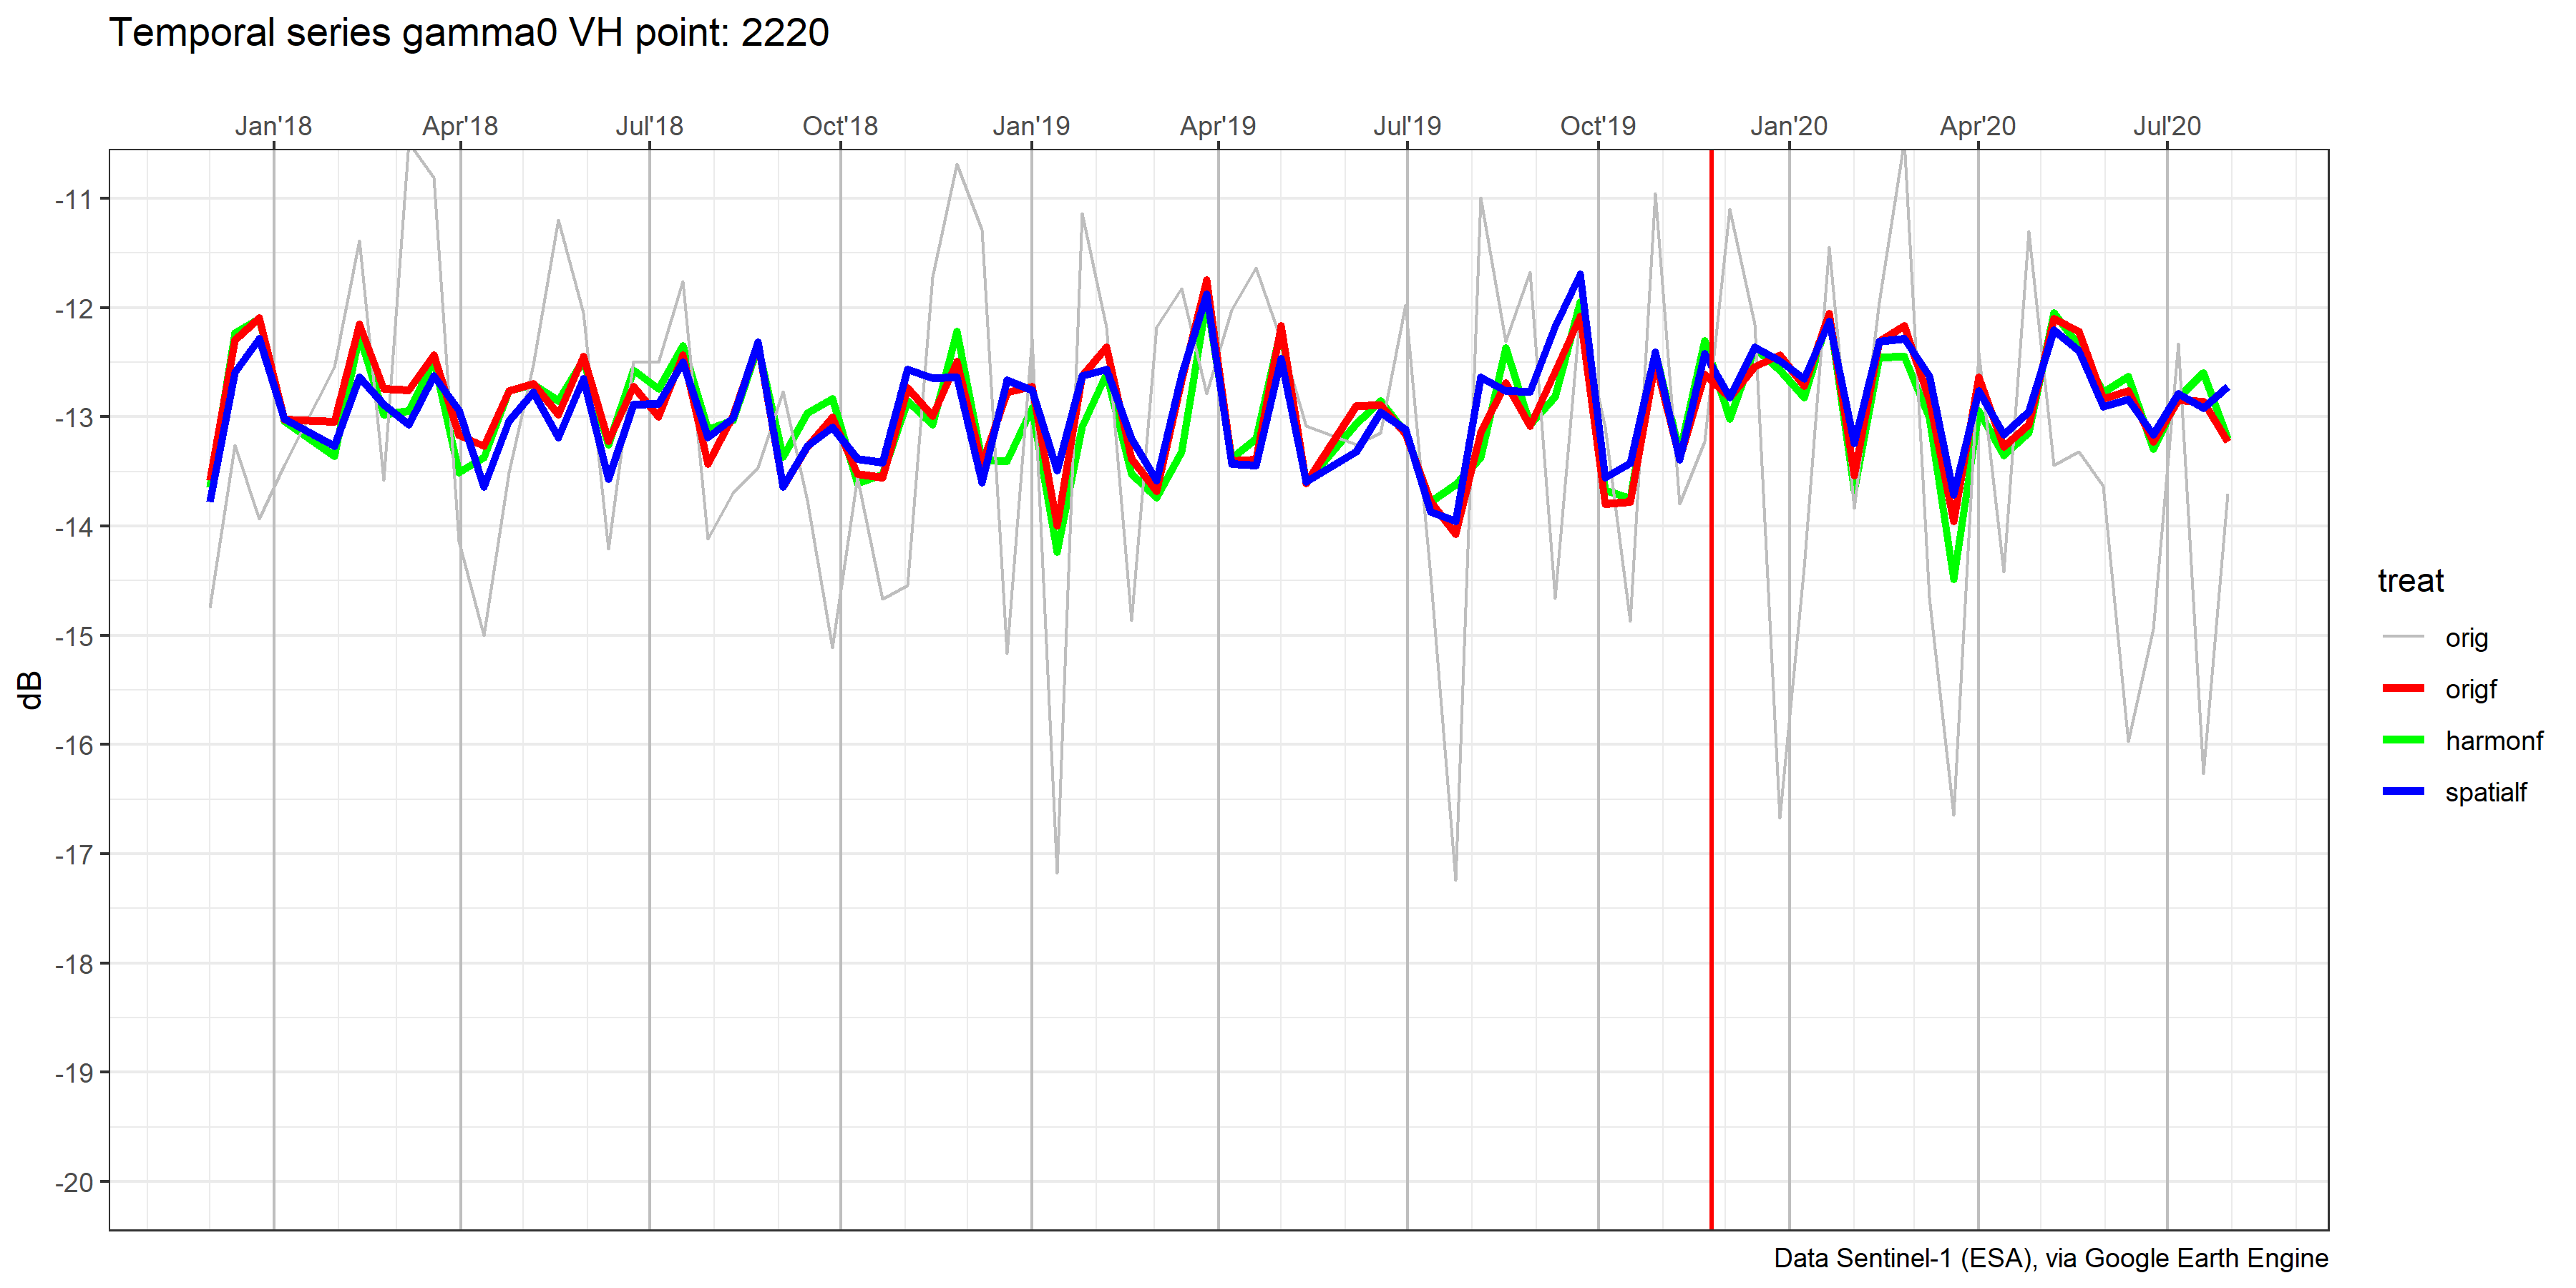 Temporal series gamma0 VH point: 2220
Jan'18 Apr'18 Jul'18 Oct'18 Jan'19 Apr'19 Jul'19 Oct'19 Jan'20 Apr'20 Jul'20
-11
-12
-13
-14
-15
-16
-17
-18
-19
-20
dB
treat
orig
origf
harmonf
spatialf
Data Sentinel-1 (ESA), via Google Earth Engine